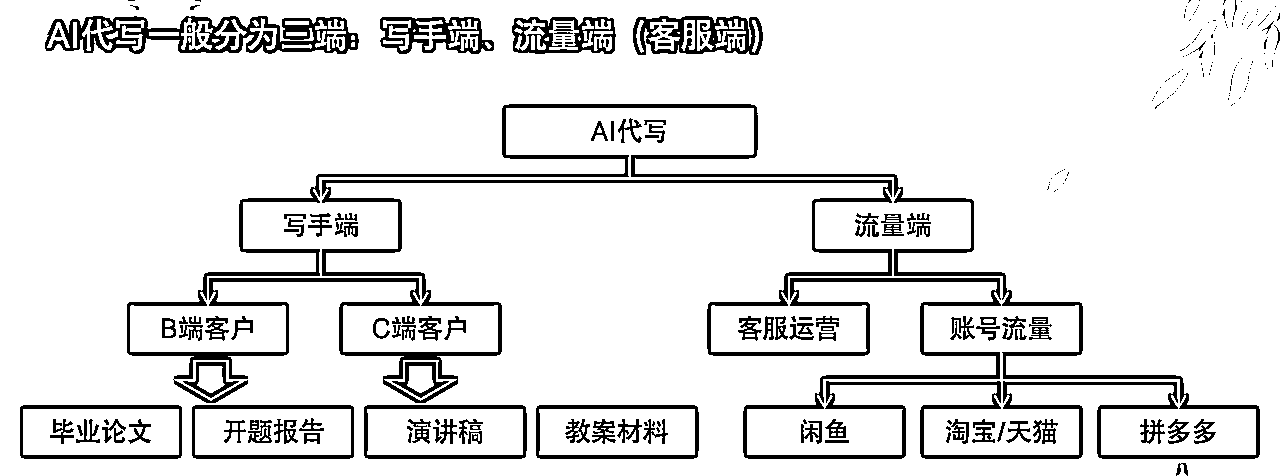 AI代写一般分为三端：写手端、流量端（客服端）
AI代写
写手端
流量端
B端客户
C端客户
客服运营
账号流量
毕业论文
开题报告
演讲稿
教案材料
闲鱼
淘宝/天猫
拼多多